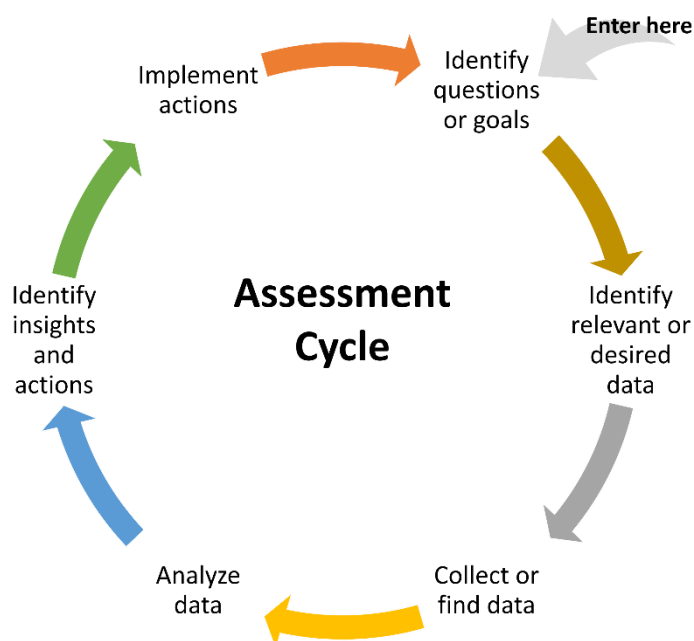 Enter here
Identify
questions
or goals
Identify
relevant or
desired
data
Collect or
find data
Analyze
data
Identify
insights
and
actions
Implement
actions
Assessment
Cycle